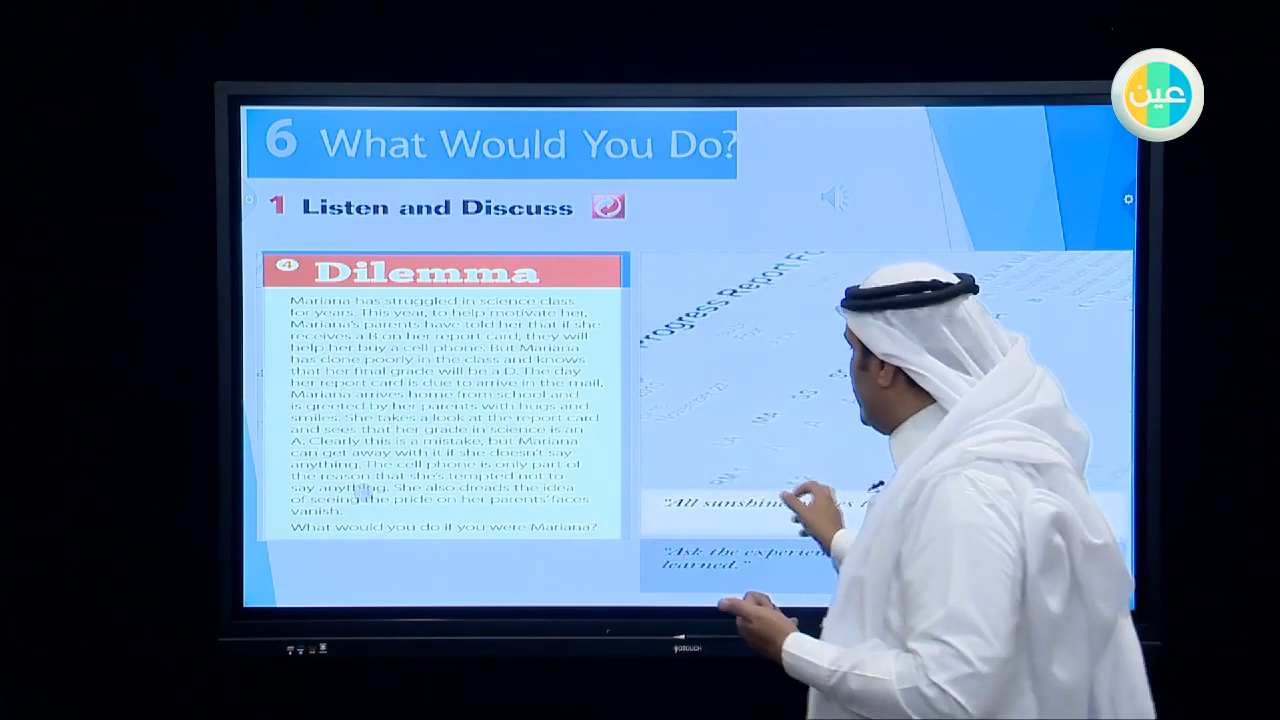 عين
6 What Would You Do?
1 Listen and Discuss
4 Dilemma
Mariana has struggled in science class
for years. This year, to help motivate her,
Mariana's parents have told her that if she
receives a B on her report card, they will
help her buy a cell phone. But Mariana
has done poorly in the class and knows
that her final grade will be a D. The day
her report card is due to arrive in the mail,
Mariana arrives home from school and
is greeted by her parents with hugs and
smiles. She takes a look at the report card
and sees that her grade in science is an
A. Clearly this is a mistake, but Mariana
can get away with it if she doesn't say
anything. The cell phone is only part of
the reason that she's tempted not to
say anything. She also dreads the idea
of seeing the pride on her parents' faces
vanish.
What would you do if you were Mariana?
Progress Report
"All
"Ask the
learned."